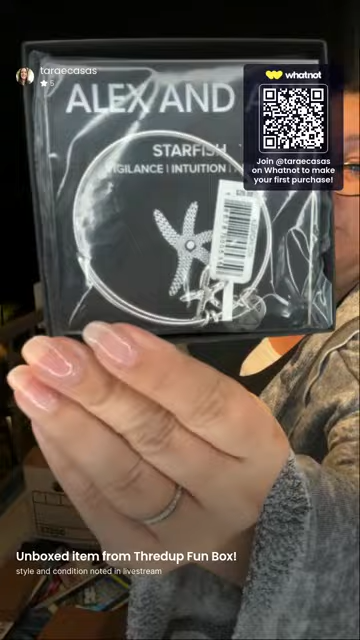 taraecasas
★ 5
whatnot
Join @taraecasas
on Whatnot to make
your first purchase!
ALEX AND
STARFISH
VIGILANCE | INTUITION |
Unboxed item from Thredup Fun Box!
style and condition noted in livestream